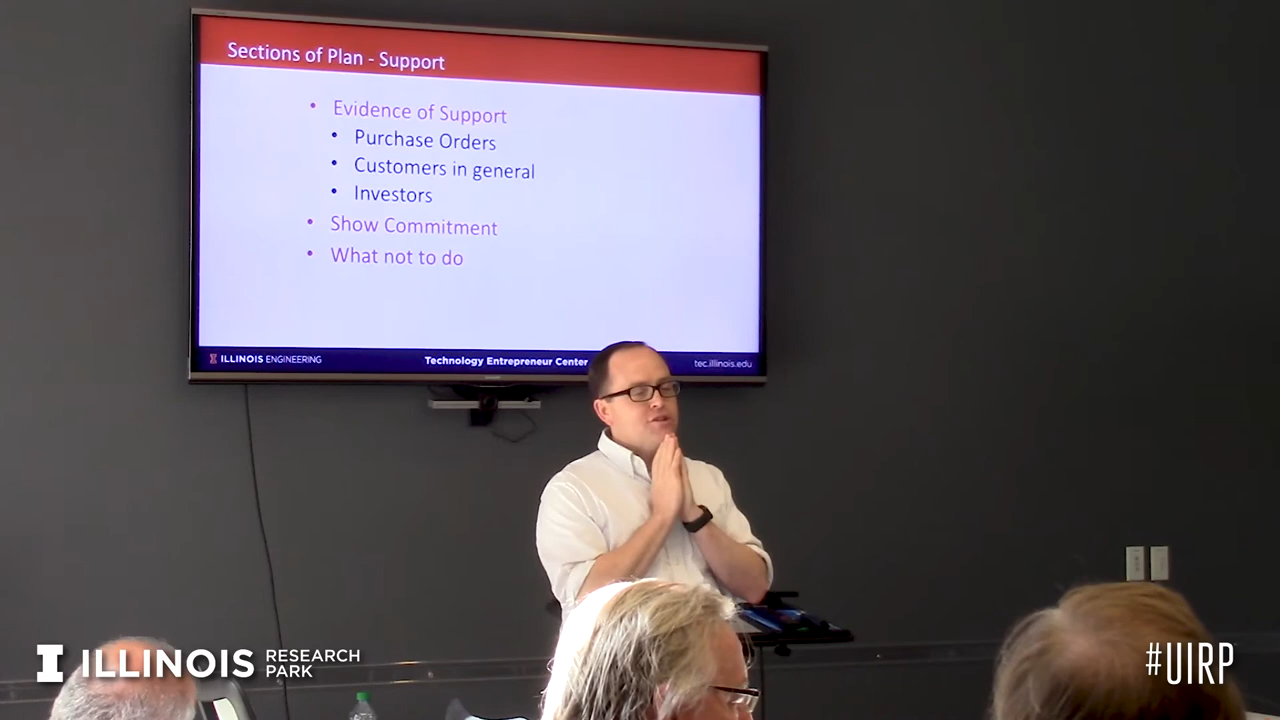 Sections of Plan - Support
• Evidence of Support
• Purchase Orders
• Customers in general
• Investors
• Show Commitment
• What not to do
I ILLINOIS ENGINEERING
Technology Entrepreneur Center
tec.illinois.edu
I ILLINOIS RESEARCH PARK
#UIRP